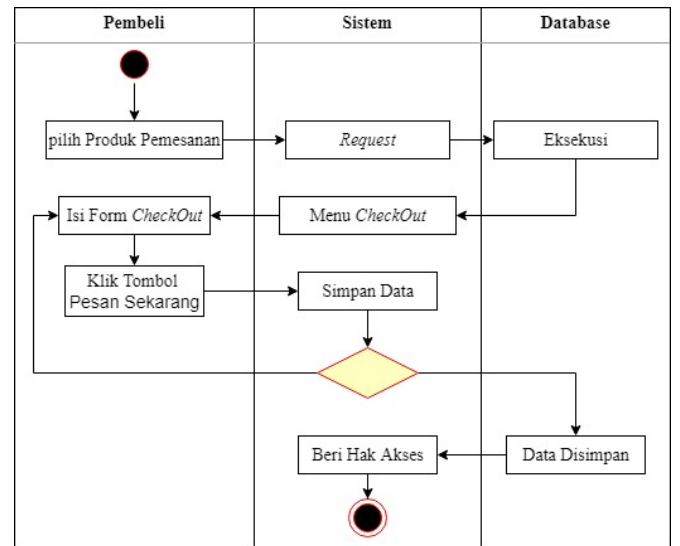 Pembeli
Sistem
Database
pilih Produk Pemesanan
Request
Eksekusi
Isi Form CheckOut
Menu CheckOut
Klik Tombol
Pesan Sekarang
Simpan Data
Beri Hak Akses
Data Disimpan